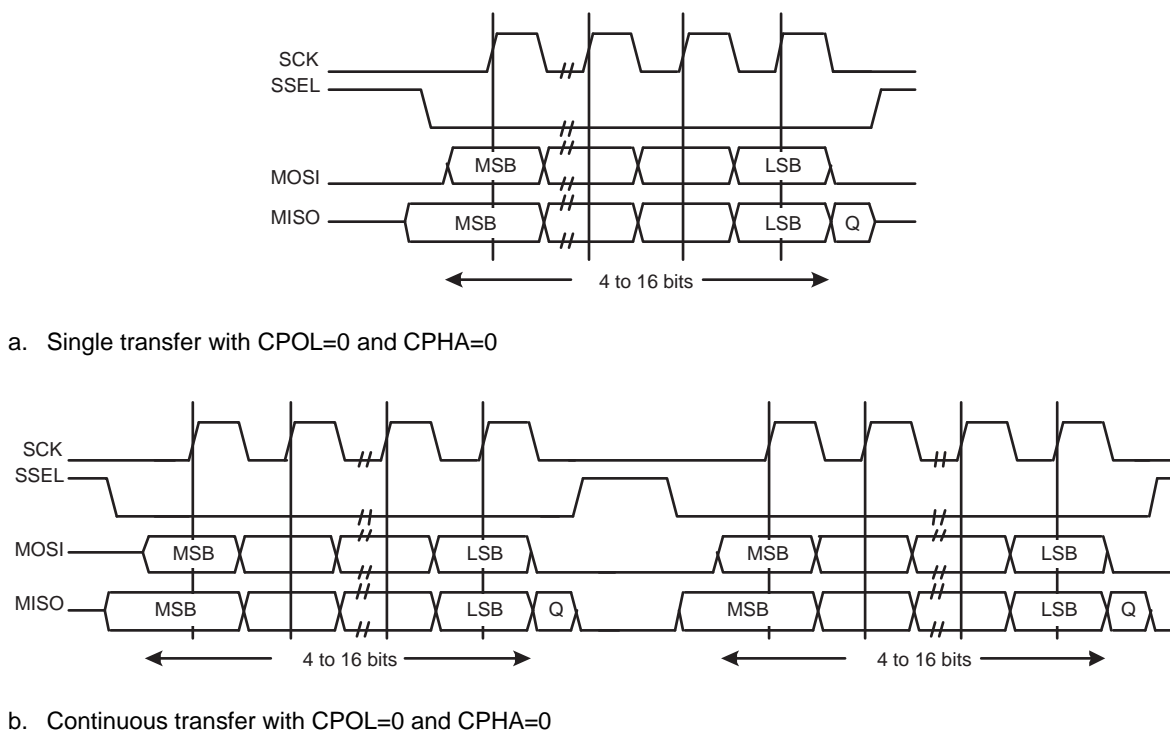 SCK
SSEL
MOSI MSB LSB
MISO MSB LSB Q
4 to 16 bits
a. Single transfer with CPOL=0 and CPHA=0
SCK
SSEL
MOSI MSB LSB MSB LSB
MISO MSB LSB Q MSB LSB Q
4 to 16 bits 4 to 16 bits
b. Continuous transfer with CPOL=0 and CPHA=0